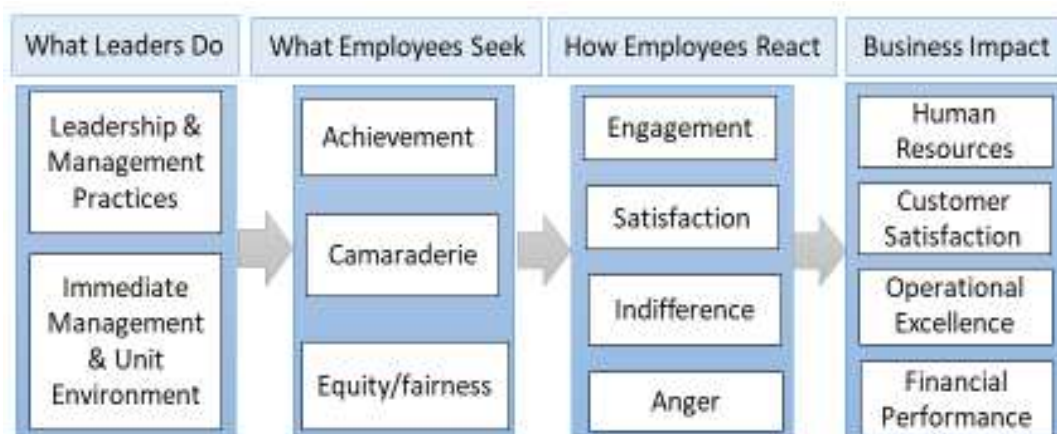 What Leaders Do
What Employees Seek
How Employees React
Business Impact
Leadership &
Management
Practices
Immediate
Management
& Unit
Environment
Achievement
Camaraderie
Equity/fairness
Engagement
Satisfaction
Indifference
Anger
Human
Resources
Customer
Satisfaction
Operational
Excellence
Financial
Performance